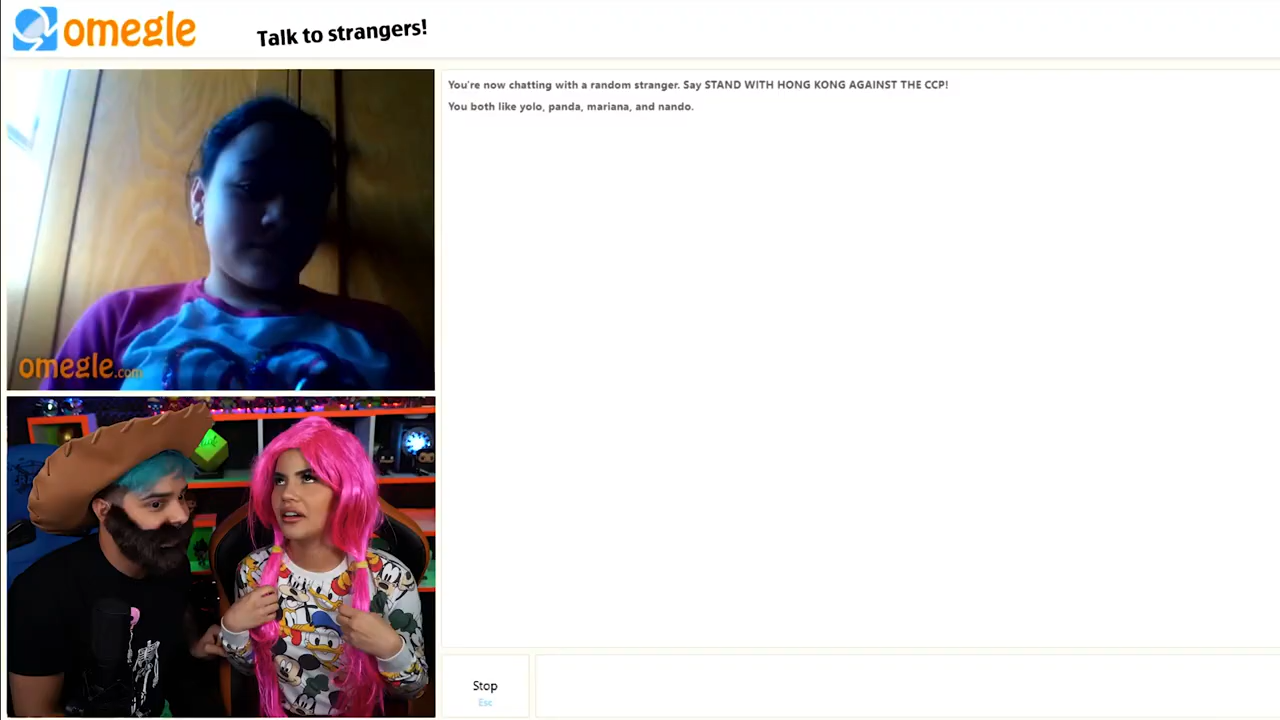 omegle
Talk to strangers!
You're now chatting with a random stranger. Say STAND WITH HONG KONG AGAINST THE CCP!
You both like yolo, panda, mariana, and nando.
omegle.com
Stop
Esc